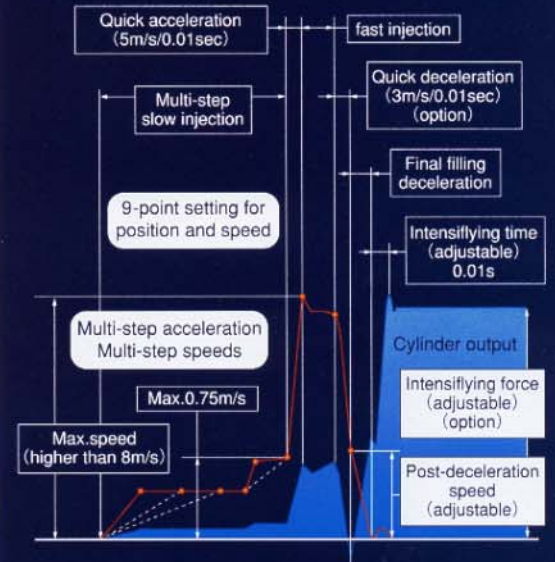 Quick acceleration
(5m/s/0.01sec)
fast injection
Quick deceleration
(3m/s/0.01sec)
(option)
Multi-step
slow injection
Final filling
deceleration
9-point setting for
position and speed
Intensiflying time
(adjustable)
0.01s
Multi-step acceleration
Multi-step speeds
Cylinder output
Max.0.75m/s
Intensiflying force
(adjustable)
(option)
Max.speed
(higher than 8m/s)
Post-deceleration
speed
(adjustable)